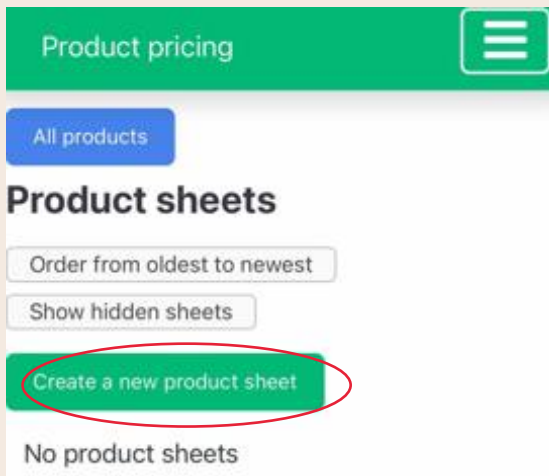 Product pricing
All products
Product sheets
Order from oldest to newest
Show hidden sheets
Create a new product sheet
No product sheets